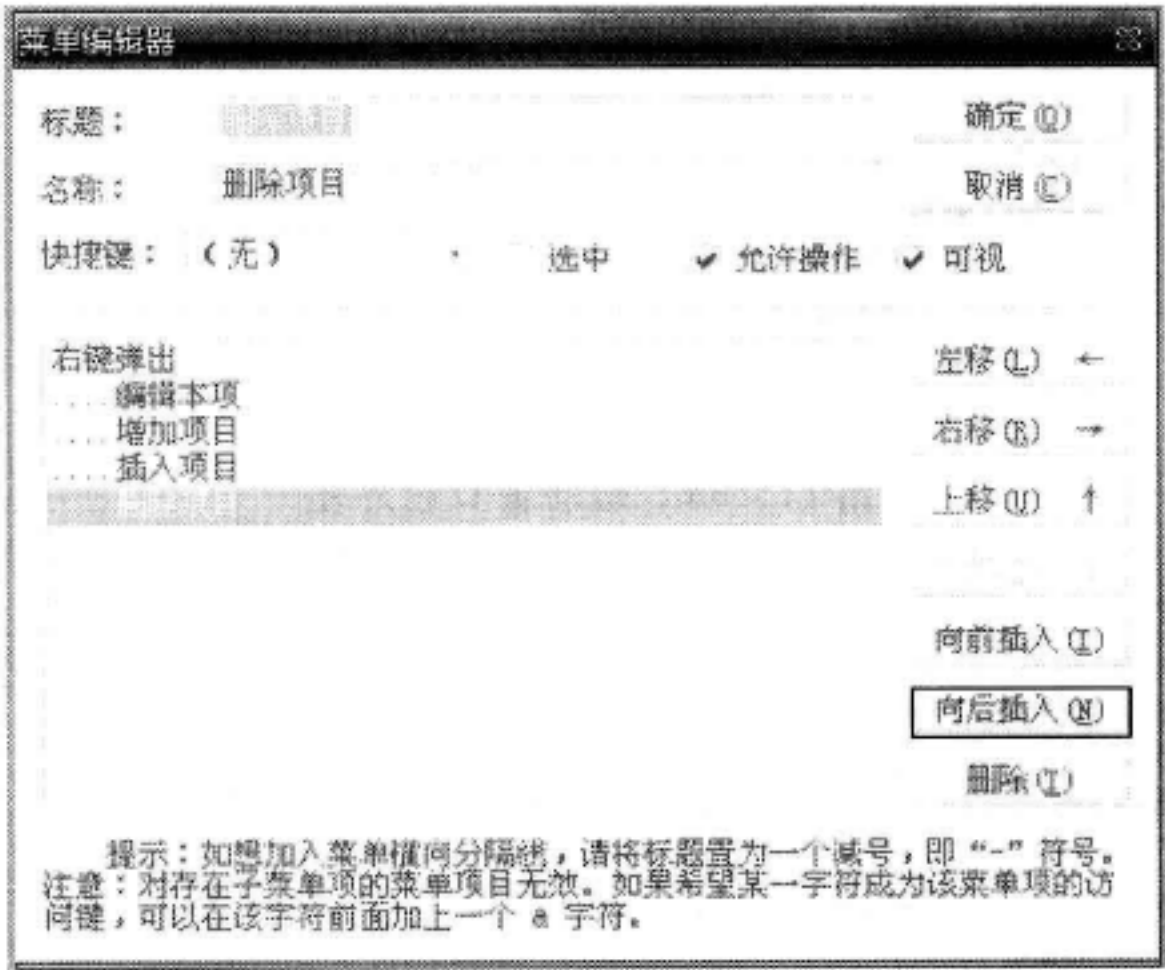 菜单编辑器
标题：
确定(O)
名称： 删除项目
取消(C)
快捷键： (无) 选中 ✓ 允许操作 ✓ 可视
右键弹出
左移(L) ←
....编辑本项
....增加项目
右移(R) →
....插入项目
上移(U) ↑
向前插入(I)
向后插入(N)
删除(T)
提示：如想加入菜单横向分隔线，请将标题置为一个减号，即“-”符号。
注意：对存在子菜单项的菜单项目无效。如果希望某一字符成为该菜单项的访
问键，可以在该字符前面加上一个 & 字符。